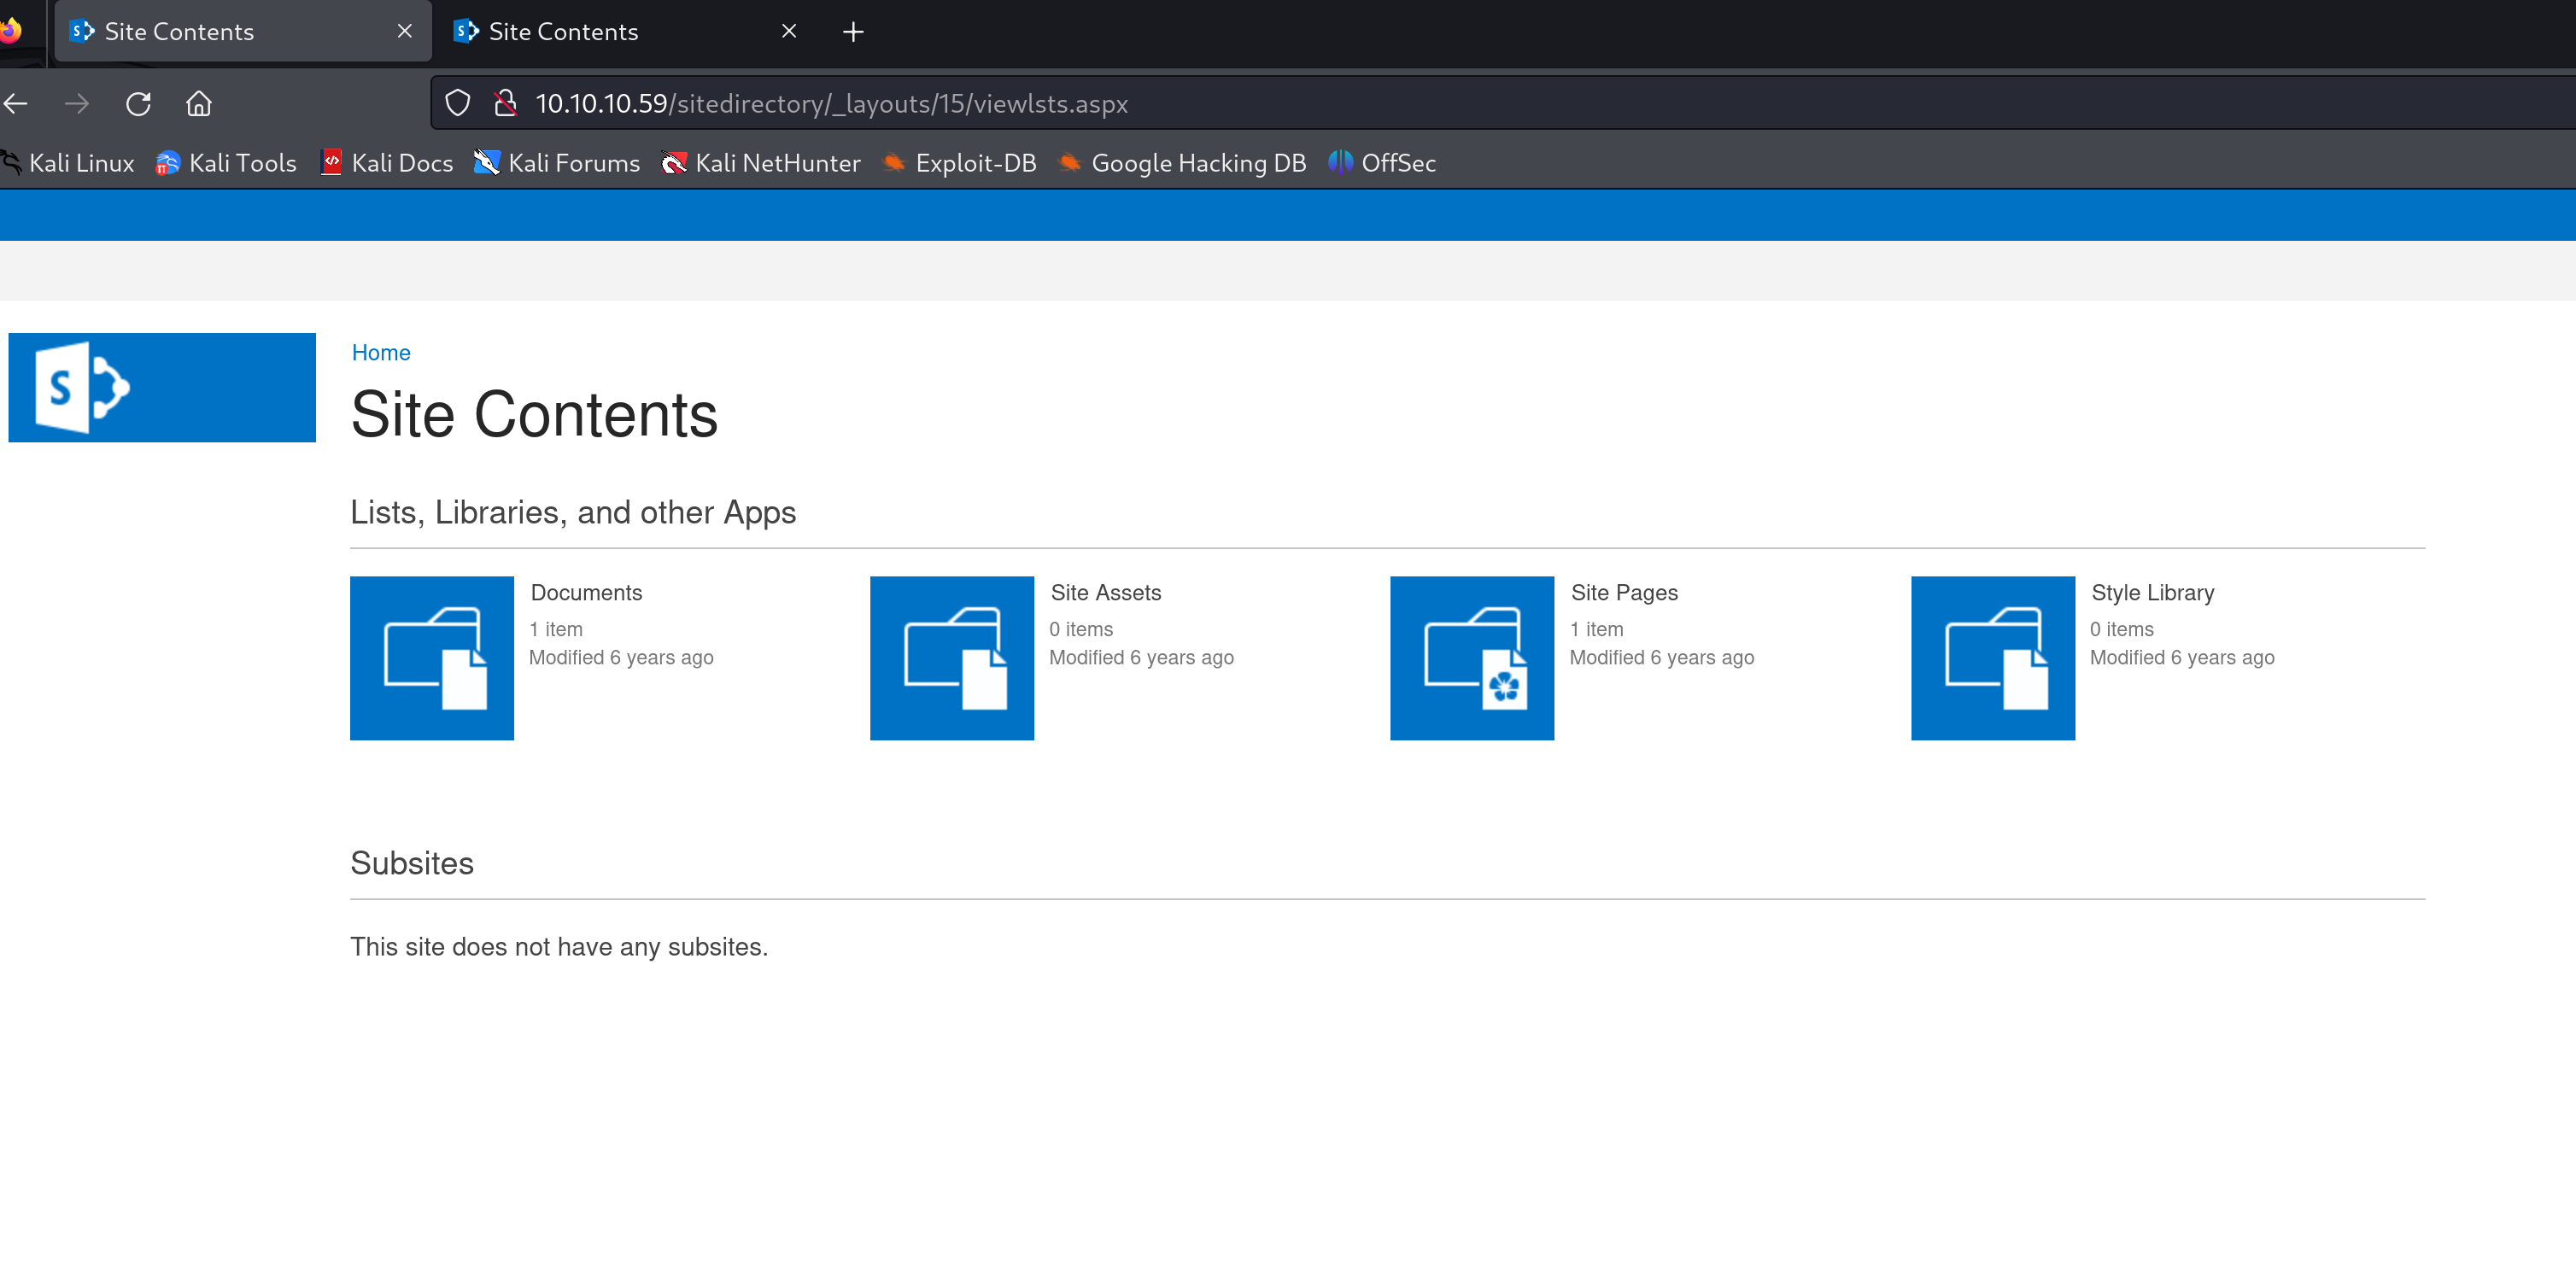 Site Contents
Site Contents
10.10.10.59/sitedirectory/_layouts/15/viewlsts.aspx
Kali Linux Kali Tools Kali Docs Kali Forums Kali NetHunter Exploit-DB Google Hacking DB OffSec
S
Home
Site Contents
Lists, Libraries, and other Apps
Documents
1 item
Modified 6 years ago
Site Assets
0 items
Modified 6 years ago
Site Pages
1 item
Modified 6 years ago
Style Library
0 items
Modified 6 years ago
Subsites
This site does not have any subsites.